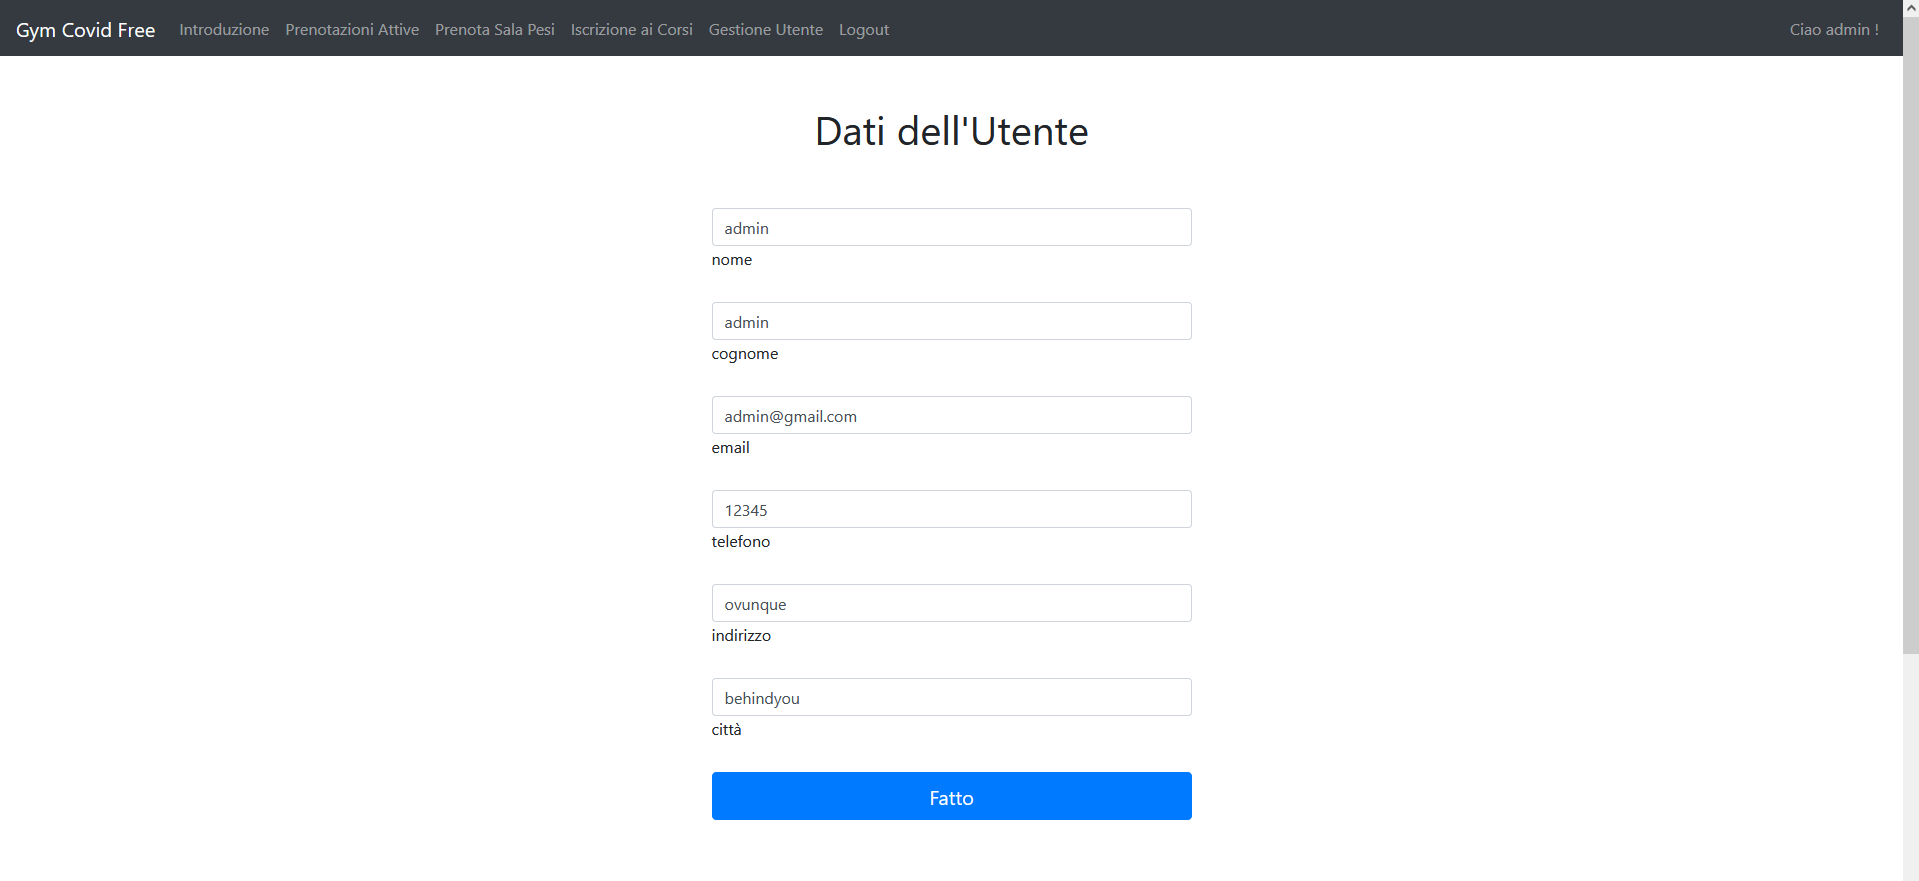 Gym Covid Free Introduzione Prenotazioni Attive Prenota Sala Pesi Iscrizione ai Corsi Gestione Utente Logout Ciao admin !
Dati dell'Utente
admin
nome
admin
cognome
admin@gmail.com
email
12345
telefono
ovunque
indirizzo
behindyou
città
Fatto